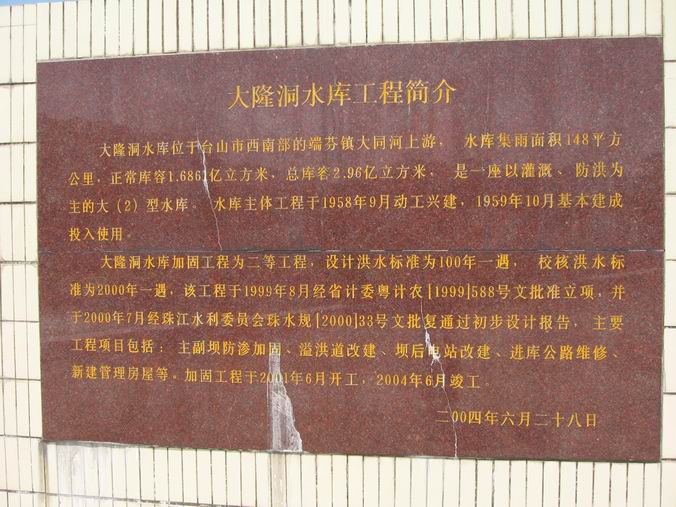 大隆洞水库工程简介
大隆洞水库位于台山市西南部的端芬镇大同河上游， 水库集雨面积148平方
公里，正常库容1.6861亿立方米，总库容2.96亿立方米， 是一座以灌溉、防洪为
主的大（2）型水库。 水库主体工程于1958年9月动工兴建，1959年10月基本建成
投入使用。
大隆洞水库加固工程为二等工程，设计洪水标准为100年一遇， 校核洪水标
准为2000年一遇，该工程于1999年8月经省计委粤计农[1999]588号文批准立项，并
于2000年7月经珠江水利委员会珠水规[2000]33号文批复通过初步设计报告，主要
工程项目包括： 主副坝防渗加固、溢洪道改建、坝后电站改建、进库公路维修、
新建管理房屋等。加固工程于2001年6月开工，2004年6月竣工。
二00四年六月二十八日